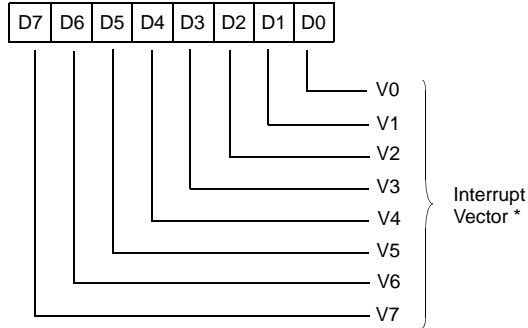 D7 D6 D5 D4 D3 D2 D1 D0
V0
V1
V2
V3
V4
V5
V6
V7
Interrupt
Vector *